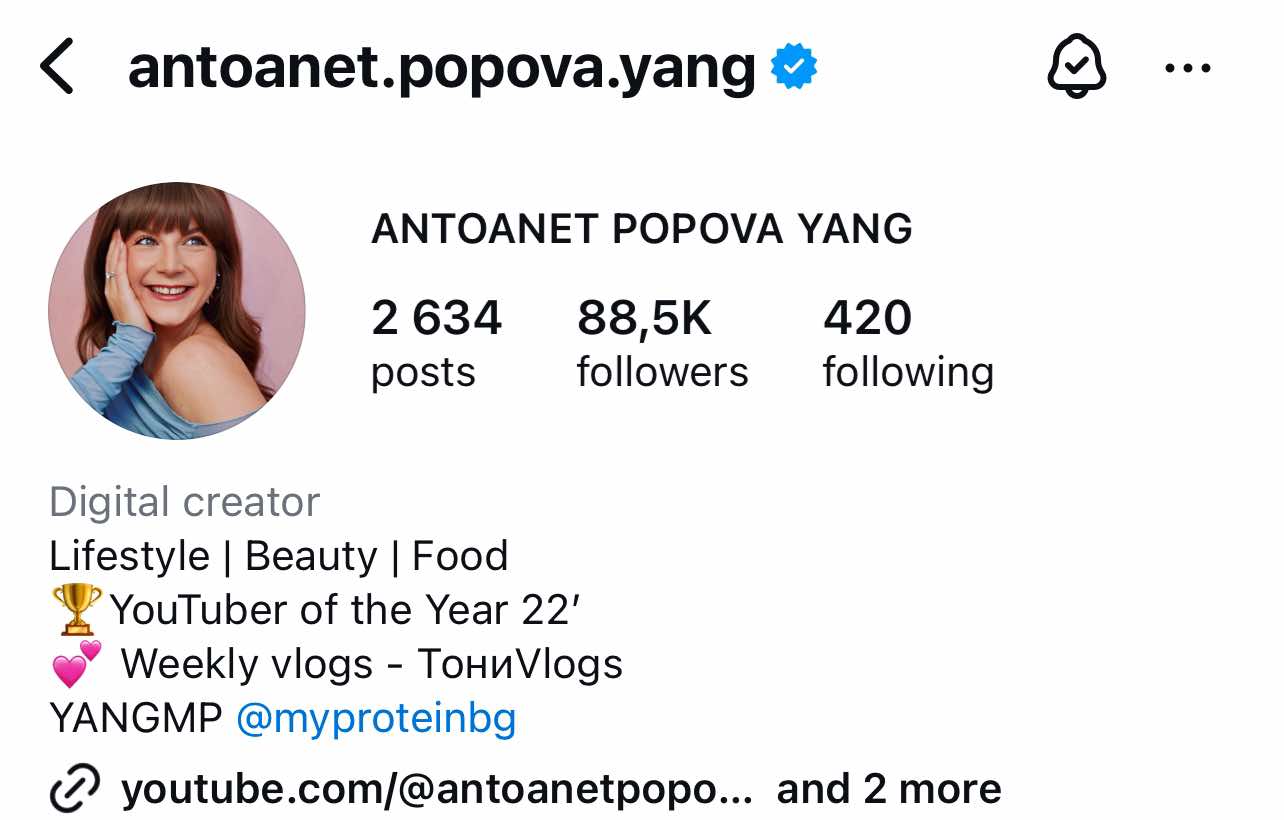 antoanet.popova.yang
ANTOANET POPOVA YANG
2 634 88,5K 420
posts followers following
Digital creator
Lifestyle | Beauty | Food
🏆YouTuber of the Year 22’
💕 Weekly vlogs - ТониVlogs
YANGMP @myproteinbg
youtube.com/@antoanetpopo... and 2 more